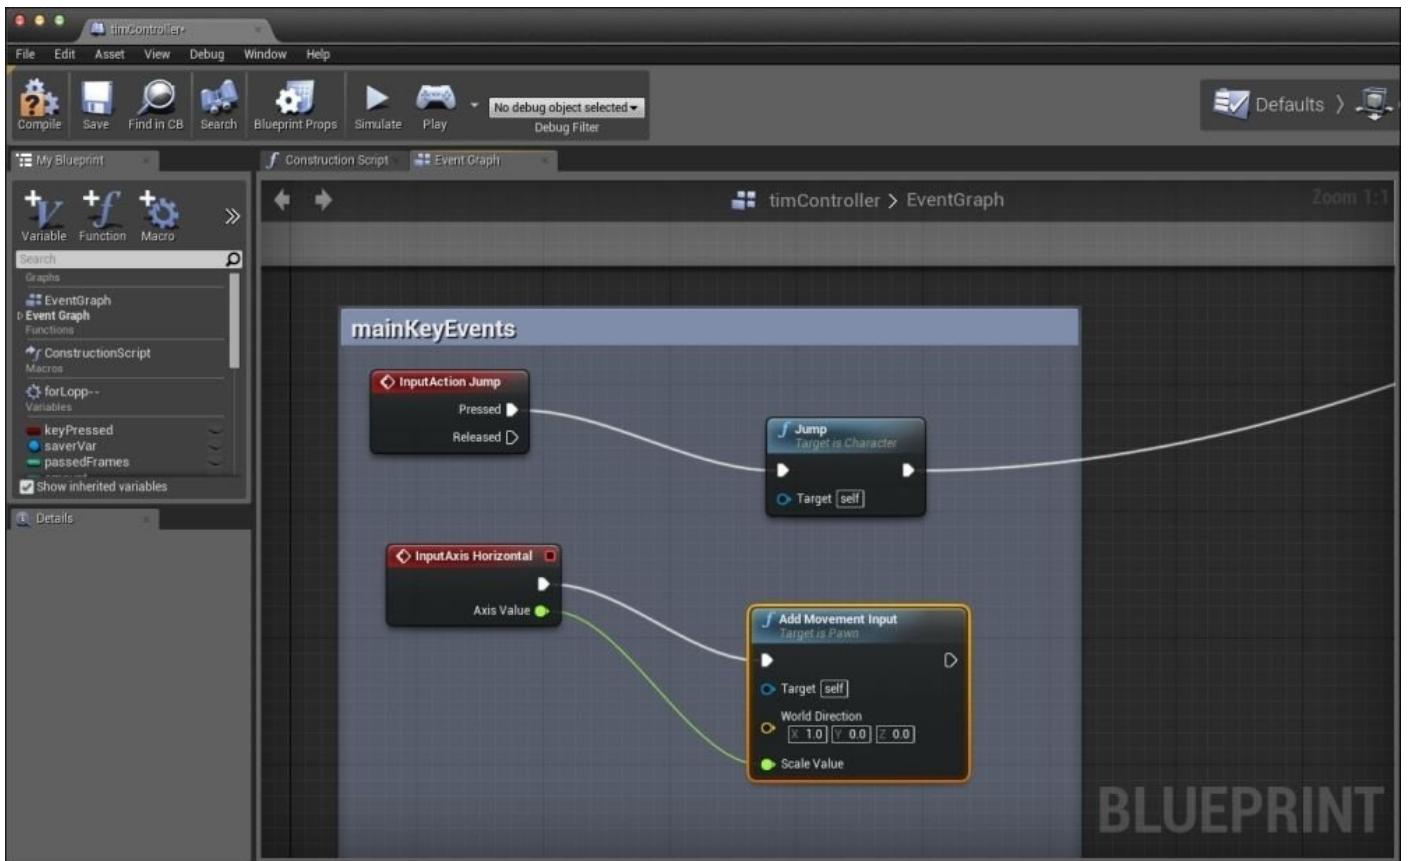 timController*
File Edit Asset View Debug Window Help
Compile Save Find in CB Search Blueprint Props Simulate Play
No debug object selected
Debug Filter
Defaults
My Blueprint
Construction Script
Event Graph
Variable Function Macro
timController > EventGraph
Zoom 1:1
Search
Graphs
EventGraph
Event Graph
Functions
ConstructionScript
Macros
forLopp--
Variables
keyPressed
saverVar
passedFrames
Show inherited variables
Details
mainKeyEvents
InputAction Jump
Pressed
Released
f Jump
Target is Character
Target self
InputAxis Horizontal
Axis Value
f Add Movement Input
Target is Pawn
Target self
World Direction
X 1.0 Y 0.0 Z 0.0
Scale Value
BLUEPRINT